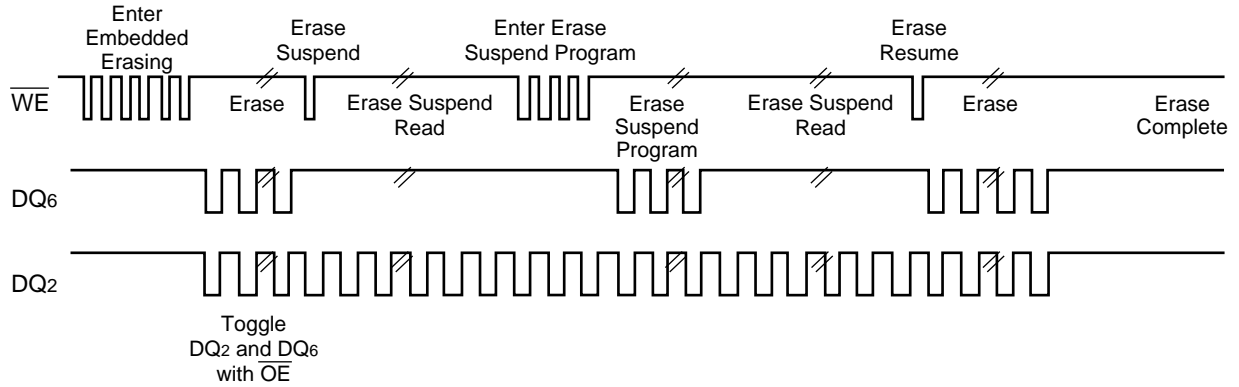 Enter
Embedded
Erasing
Erase
Suspend
Enter Erase
Suspend Program
Erase
Resume
WE
Erase
Erase Suspend
Read
Erase
Suspend
Program
Erase Suspend
Read
Erase
Erase
Complete
DQ6
DQ2
Toggle
DQ2 and DQ6
with OE